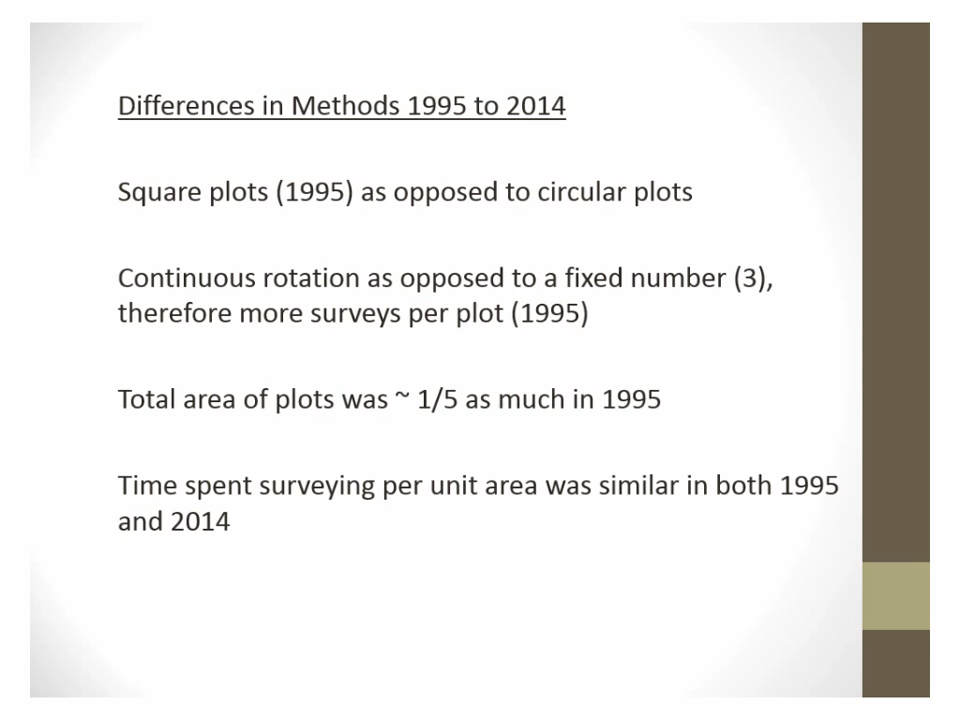 Differences in Methods 1995 to 2014
Square plots (1995) as opposed to circular plots
Continuous rotation as opposed to a fixed number (3),
therefore more surveys per plot (1995)
Total area of plots was ~ 1/5 as much in 1995
Time spent surveying per unit area was similar in both 1995
and 2014